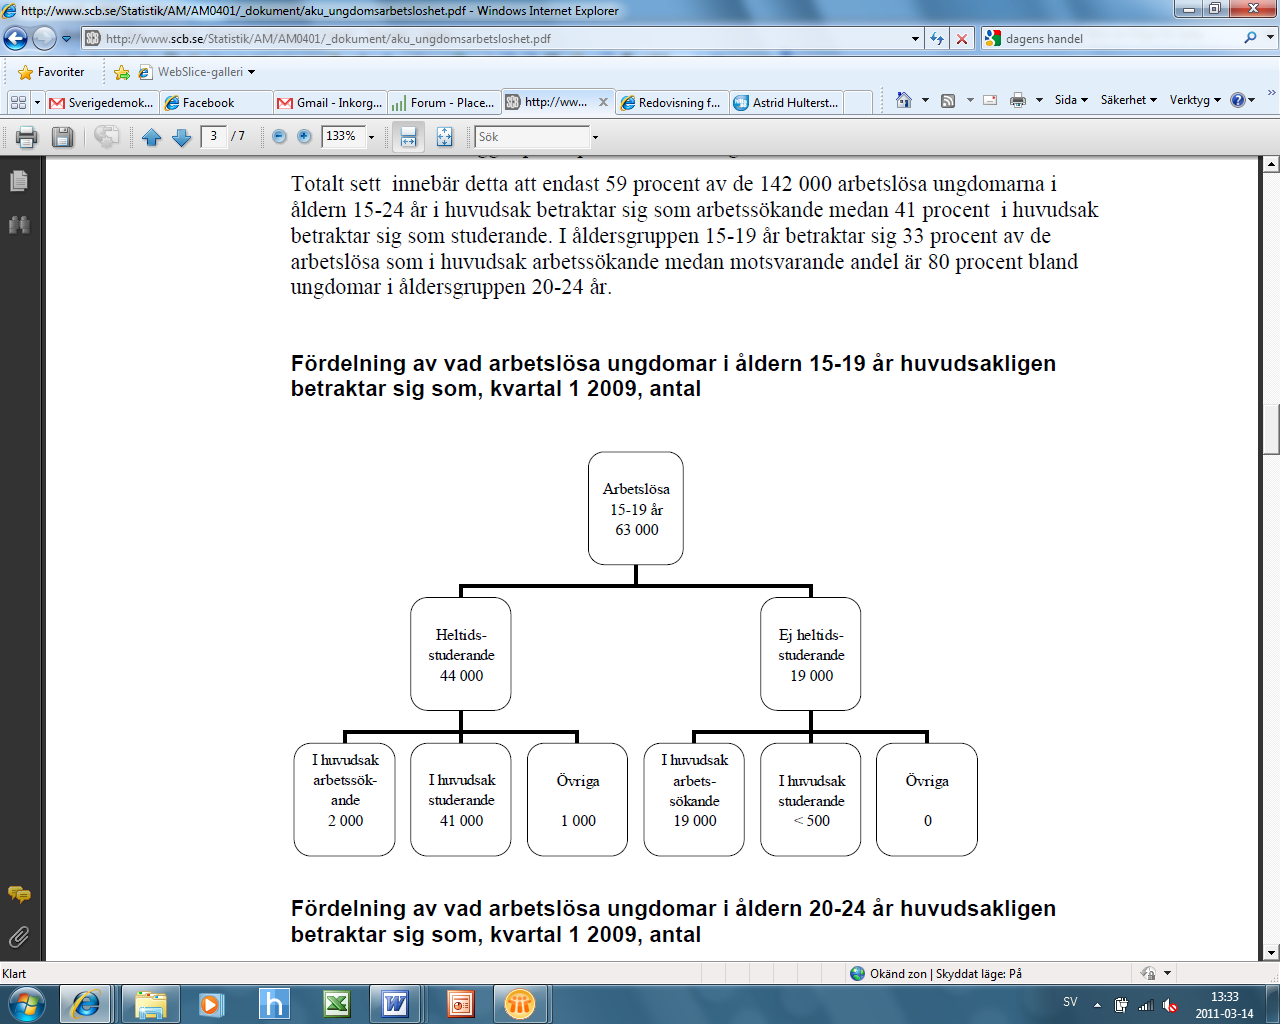 http://www.scb.se/Statistik/AM/AM0401/_dokument/aku_ungdomsarbetsloshet.pdf - Windows Internet Explorer
http://www.scb.se/Statistik/AM/AM0401/_dokument/aku_ungdomsarbetsloshet.pdf
dagens handel
Favoriter
WebSlice-galleri
Sverigedemok...
Facebook
Gmail - Inkorg...
Forum - Place...
http://ww...
Redovisning f...
Astrid Hulterst...
Sida
Säkerhet
Verktyg
3 / 7
133%
Sök
Totalt sett innebär detta att endast 59 procent av de 142 000 arbetslösa ungdomarna i
åldern 15-24 år i huvudsak betraktar sig som arbetssökande medan 41 procent i huvudsak
betraktar sig som studerande. I åldersgruppen 15-19 år betraktar sig 33 procent av de
arbetslösa som i huvudsak arbetssökande medan motsvarande andel är 80 procent bland
ungdomar i åldersgruppen 20-24 år.
Fördelning av vad arbetslösa ungdomar i åldern 15-19 år huvudsakligen
betraktar sig som, kvartal 1 2009, antal
Arbetslösa
15-19 år
63 000
Heltids-
studerande
44 000
Ej heltids-
studerande
19 000
I huvudsak
arbetssök-
ande
2 000
I huvudsak
studerande
41 000
Övriga
1 000
I huvudsak
arbets-
sökande
19 000
I huvudsak
studerande
< 500
Övriga
0
Fördelning av vad arbetslösa ungdomar i åldern 20-24 år huvudsakligen
betraktar sig som, kvartal 1 2009, antal
Klart
Okänd zon | Skyddat läge: På
SV
13:33
2011-03-14